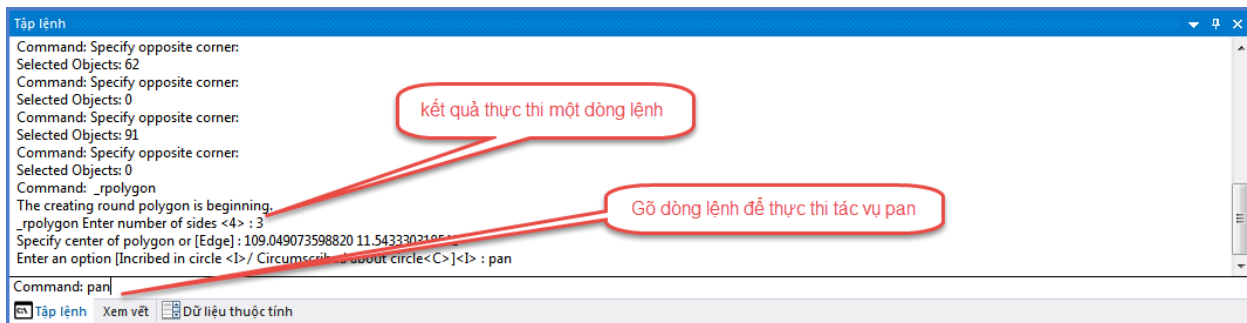 Tập lệnh
Command: Specify opposite corner:
Selected Objects: 62
Command: Specify opposite corner:
Selected Objects: 0
Command: Specify opposite corner:
Selected Objects: 91
Command: Specify opposite corner:
Selected Objects: 0
Command: _rpolygon
The creating round polygon is beginning.
_rpolygon Enter number of sides <4> : 3
Specify center of polygon or [Edge] : 109.049073598820
Enter an option [Incribed in circle <I>/ Circumscribed about circle<C>]<I> : pan
kết quả thực thi một dòng lệnh
Gõ dòng lệnh để thực thi tác vụ pan
Command: pan
Tập lệnh Xem vết Dữ liệu thuộc tính